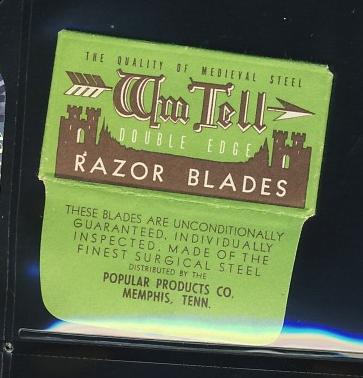 THE QUALITY OF MEDIEVAL STEEL
Wm Tell
DOUBLE EDGE
RAZOR BLADES
THESE BLADES ARE UNCONDITIONALLY
GUARANTEED, INDIVIDUALLY
INSPECTED. MADE OF THE
FINEST SURGICAL STEEL
DISTRIBUTED BY THE
POPULAR PRODUCTS CO.
MEMPHIS, TENN.